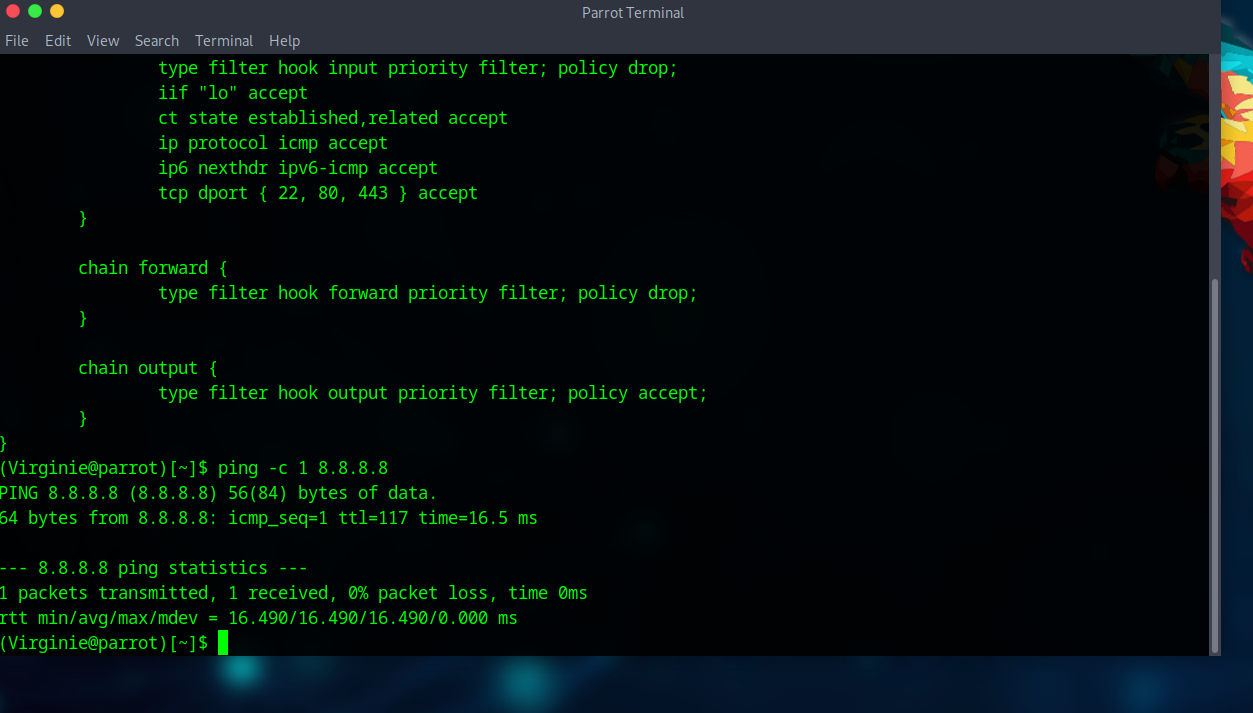 Parrot Terminal
File Edit View Search Terminal Help
type filter hook input priority filter; policy drop;
iif "lo" accept
ct state established,related accept
ip protocol icmp accept
ip6 nexthdr ipv6-icmp accept
tcp dport { 22, 80, 443 } accept
}
chain forward {
type filter hook forward priority filter; policy drop;
}
chain output {
type filter hook output priority filter; policy accept;
}
}
(Virginie@parrot)[~]$ ping -c 1 8.8.8.8
PING 8.8.8.8 (8.8.8.8) 56(84) bytes of data.
64 bytes from 8.8.8.8: icmp_seq=1 ttl=117 time=16.5 ms
--- 8.8.8.8 ping statistics ---
1 packets transmitted, 1 received, 0% packet loss, time 0ms
rtt min/avg/max/mdev = 16.490/16.490/16.490/0.000 ms
(Virginie@parrot)[~]$